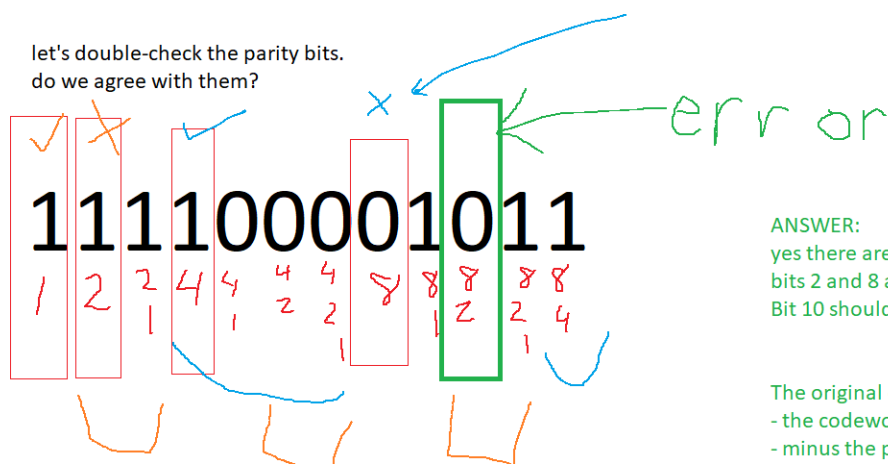 let's double-check the parity bits.
do we agree with them?
error
111100001011
1 2 2 4 4 4 4 8 8 8 8 8
1 1 2 2 1 2 2 4
1 1
ANSWER:
yes there are
bits 2 and 8 a
Bit 10 should
The original
- the codewo
- minus the p